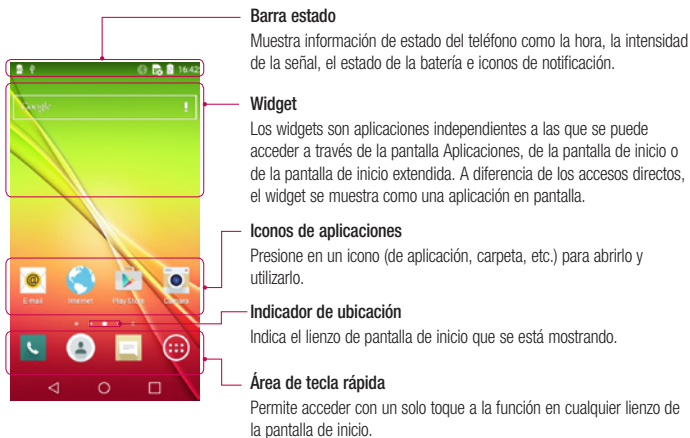 Barra estado
Muestra información de estado del teléfono como la hora, la intensidad
de la señal, el estado de la batería e iconos de notificación.
16:42
Google
Widget
Los widgets son aplicaciones independientes a las que se puede
acceder a través de la pantalla Aplicaciones, de la pantalla de inicio o
de la pantalla de inicio extendida. A diferencia de los accesos directos,
el widget se muestra como una aplicación en pantalla.
Iconos de aplicaciones
Presione en un icono (de aplicación, carpeta, etc.) para abrirlo y
utilizarlo.
E-mail Internet Play Store Cámara
Indicador de ubicación
Indica el lienzo de pantalla de inicio que se está mostrando.
Área de tecla rápida
Permite acceder con un solo toque a la función en cualquier lienzo de
la pantalla de inicio.